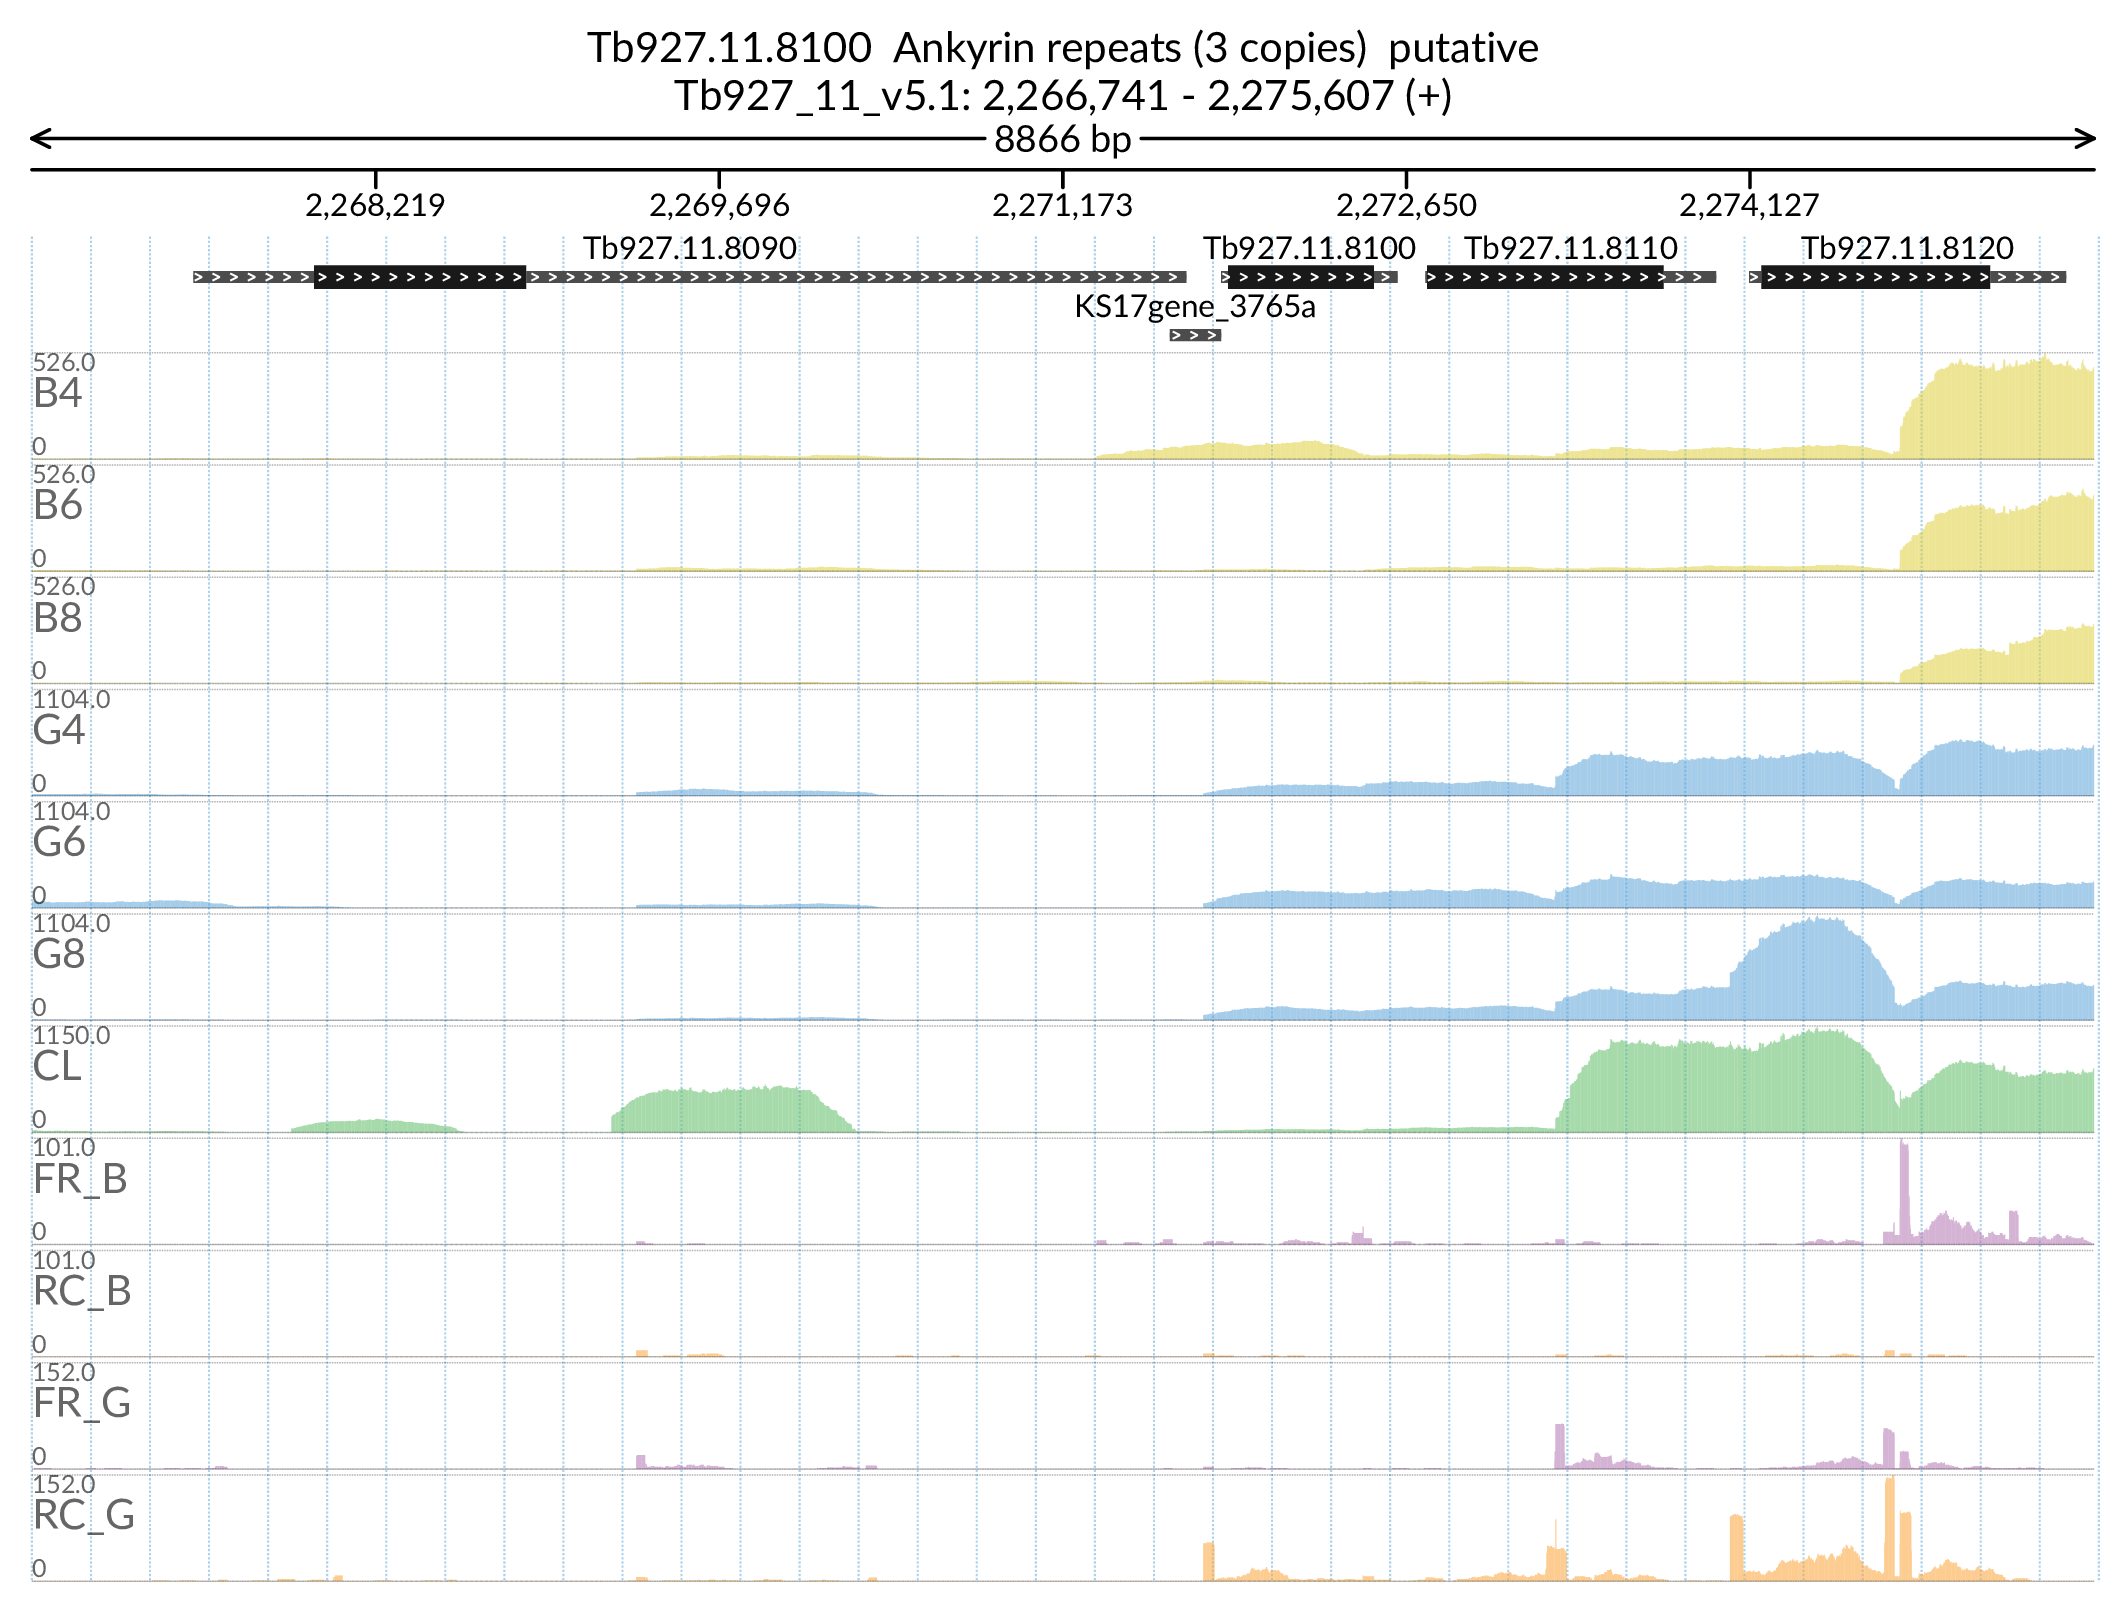 Tb927.11.8100 Ankyrin repeats (3 copies) putative
Tb927_11_v5.1: 2,266,741 - 2,275,607 (+)
8866 bp
2,268,219 2,269,696 2,271,173 2,272,650 2,274,127
Tb927.11.8090 Tb927.11.8100 Tb927.11.8110 Tb927.11.8120
KS17gene_3765a
526.0
B4
0
526.0
B6
0
526.0
B8
0
1104.0
G4
0
1104.0
G6
0
1104.0
G8
0
1150.0
CL
0
101.0
FR_B
0
101.0
RC_B
0
152.0
FR_G
0
152.0
RC_G
0